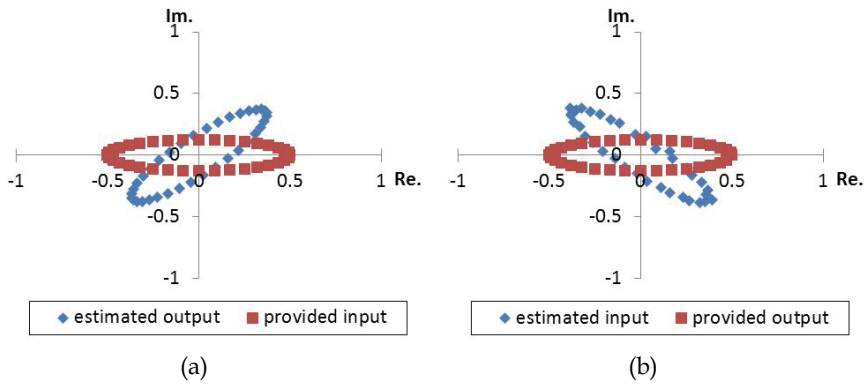 Im.
1
0.5
0
-1 -0.5 0 0.5 1
Re.
-0.5
-1
estimated output provided input
(a)
Im.
1
0.5
0
-1 -0.5 0 0.5 1
Re.
-0.5
-1
estimated input provided output
(b)